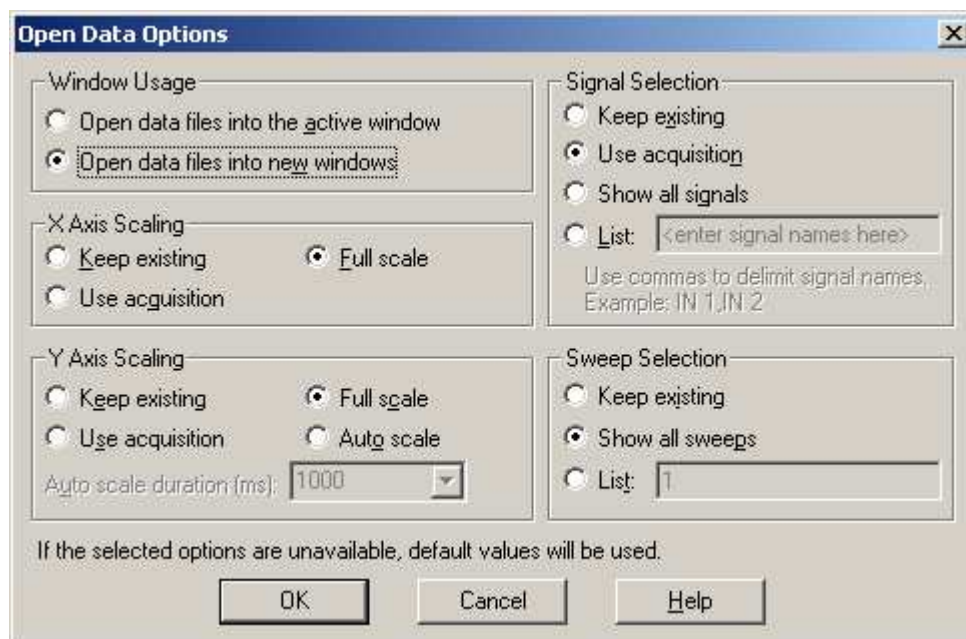 Open Data Options
Window Usage
Open data files into the active window
Open data files into new windows
X Axis Scaling
Keep existing
Full scale
Use acquisition
Y Axis Scaling
Keep existing
Full scale
Use acquisition
Auto scale
Auto scale duration (ms):
1000
Signal Selection
Keep existing
Use acquisition
Show all signals
List:
<enter signal names here>
Use commas to delimit signal names.
Example: IN 1,IN 2
Sweep Selection
Keep existing
Show all sweeps
List:
1
If the selected options are unavailable, default values will be used.
OK
Cancel
Help